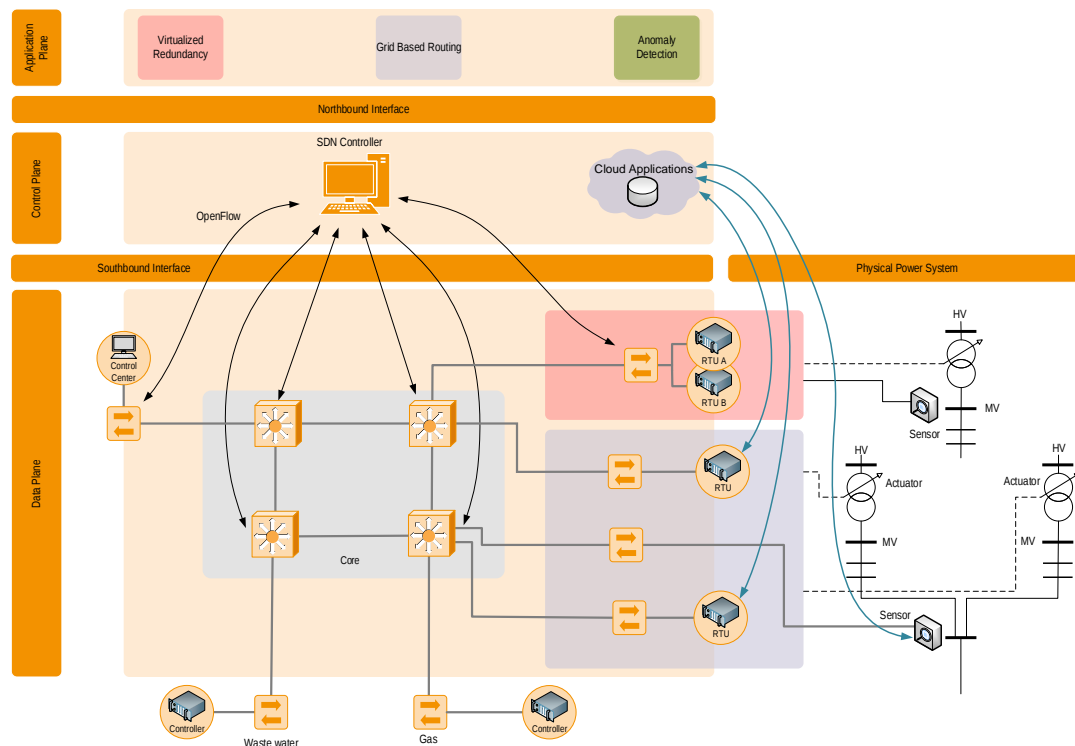 Application
Plane
Virtualized
Redundancy
Grid Based Routing
Anomaly
Detection
Northbound Interface
Control Plane
SDN Controller
OpenFlow
Cloud Applications
Southbound Interface
Physical Power System
Data Plane
Control
Center
Core
RTU A
RTU B
RTU
RTU
HV
MV
Sensor
HV
Actuator
MV
HV
Actuator
MV
Sensor
Controller
Waste water
Gas
Controller